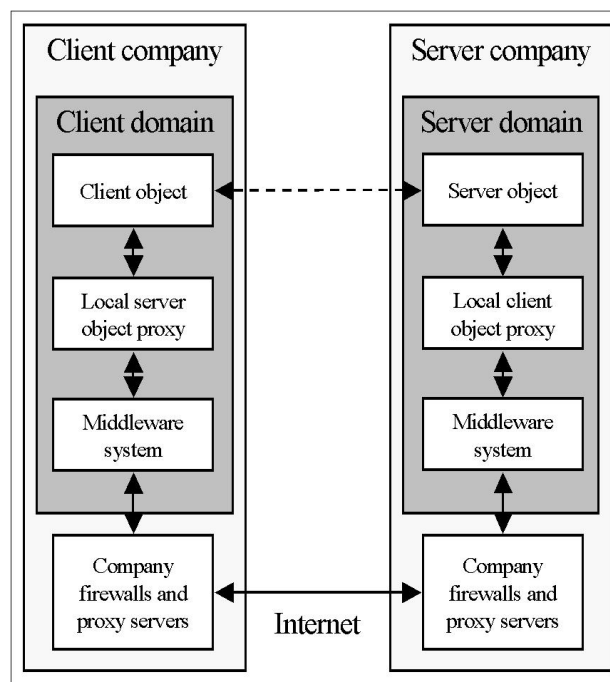 Client company
Client domain
Client object
Local server
object proxy
Middleware
system
Company
firewalls and
proxy servers
Internet
Server company
Server domain
Server object
Local client
object proxy
Middleware
system
Company
firewalls and
proxy servers